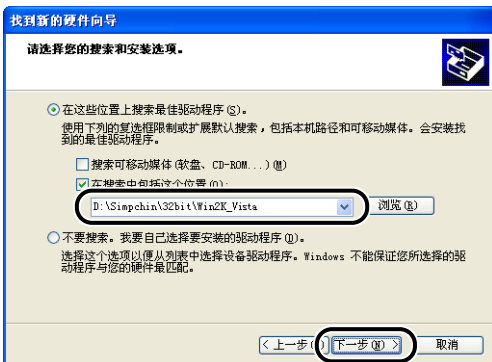 找到新的硬件向导
请选择您的搜索和安装选项。
在这些位置上搜索最佳驱动程序(S)。
使用下列的复选框限制或扩展默认搜索，包括本机路径和可移动媒体。会安装找
到的最佳驱动程序。
搜索可移动媒体(软盘、CD-ROM...)(M)
在搜索中包括这个位置(O):
D:\Simpchin\32bit\Win2K_Vista
浏览(R)
不要搜索。我要自己选择要安装的驱动程序(D)。
选择这个选项以便从列表中选择设备驱动程序。Windows 不能保证您所选择的驱
动程序与您的硬件最匹配。
< 上一步( 下一步(N) > 取消